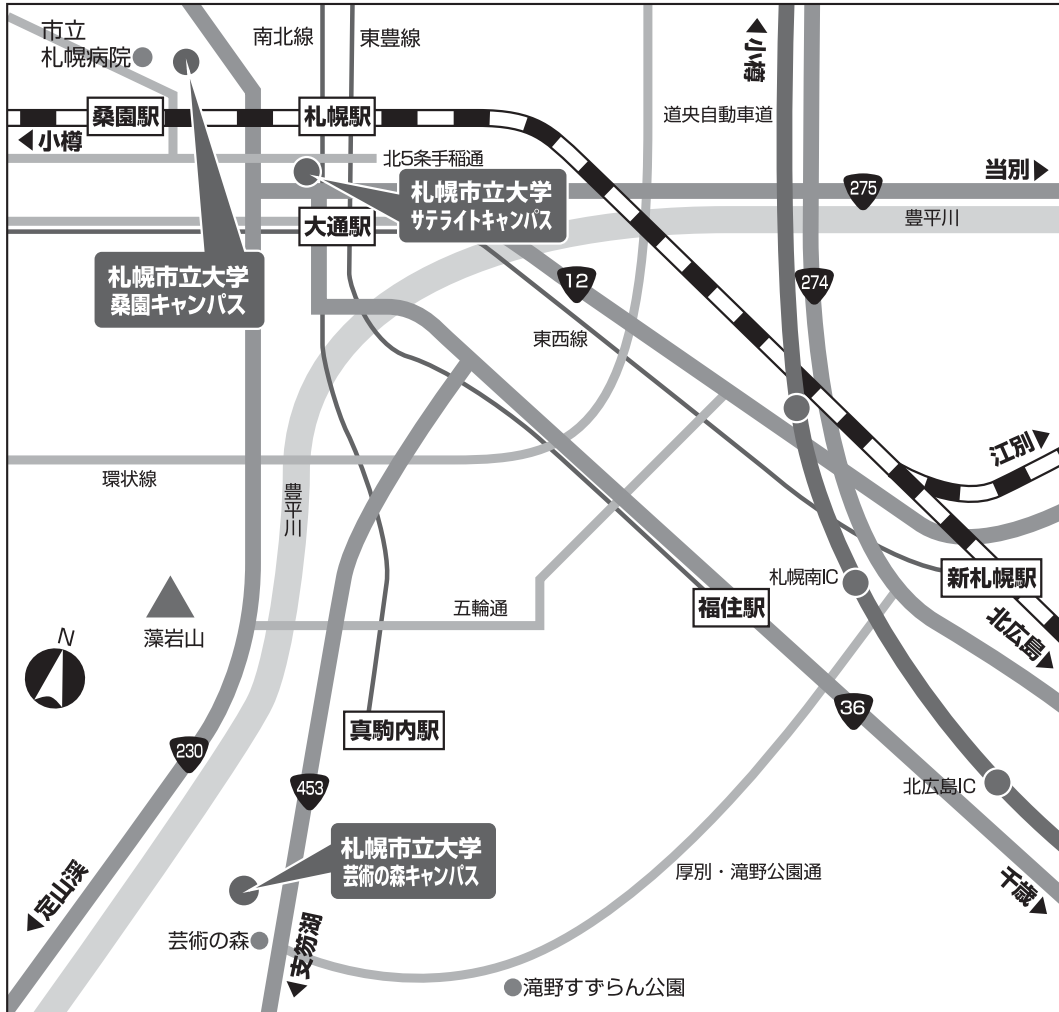 市立
札幌病院
南北線
東豊線
小樽
道央自動車道
桑園駅
札幌駅
小樽
北5条手稲通
当別
275
札幌市立大学
サテライトキャンパス
大通駅
豊平川
札幌市立大学
桑園キャンパス
12
274
東西線
江別
環状線
豊平川
札幌南IC
新札幌駅
福住駅
五輪通
北広島
藻岩山
N
真駒内駅
36
230
453
北広島IC
札幌市立大学
芸術の森キャンパス
厚別・滝野公園通
千歳
定山渓
芸術の森
支笏湖
滝野すずらん公園